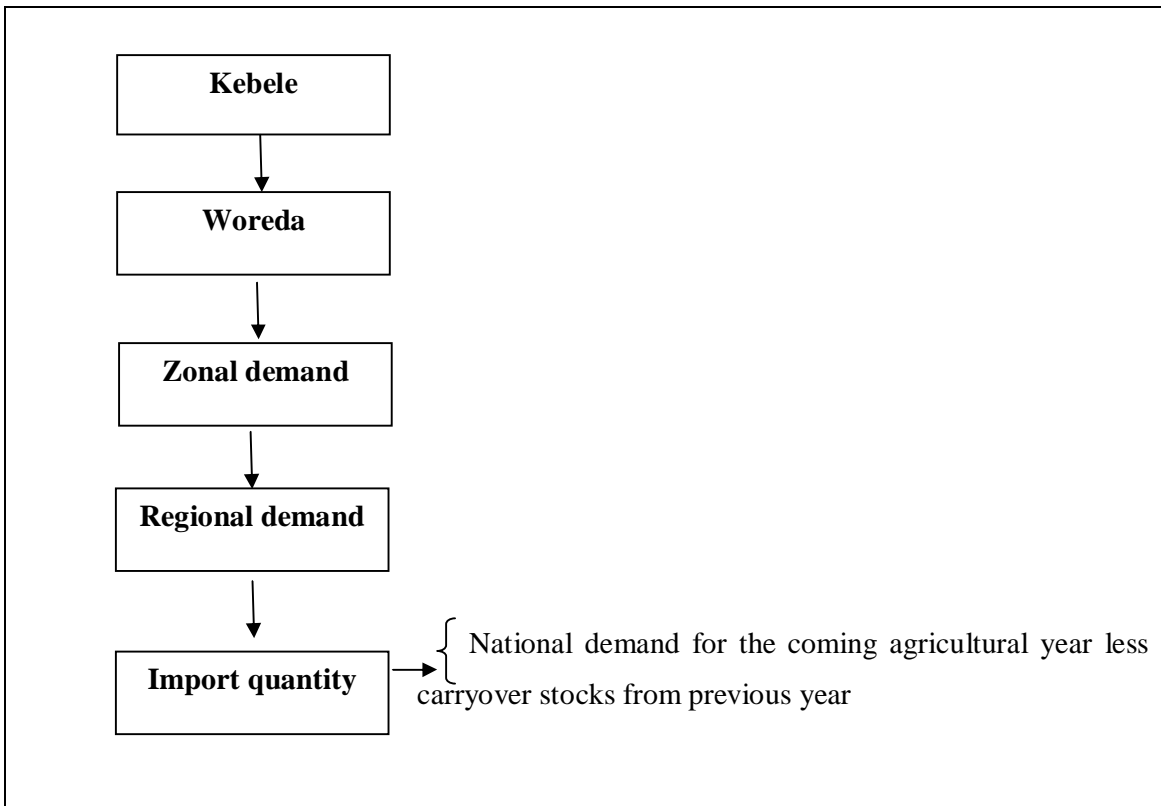 Kebele
Woreda
Zonal demand
Regional demand
Import quantity
National demand for the coming agricultural year less
carryover stocks from previous year